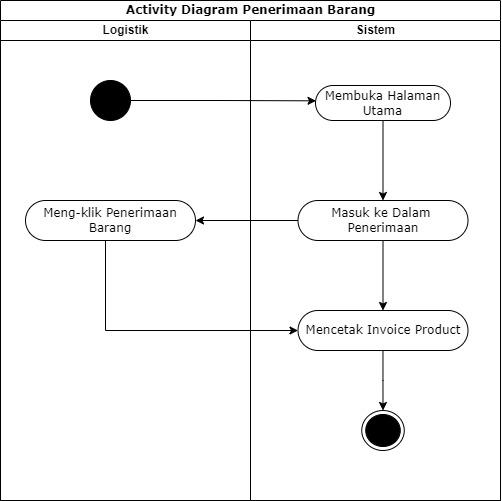 Activity Diagram Penerimaan Barang
Logistik
Sistem
Membuka Halaman
Utama
Meng-klik Penerimaan
Barang
Masuk ke Dalam
Penerimaan
Mencetak Invoice Product